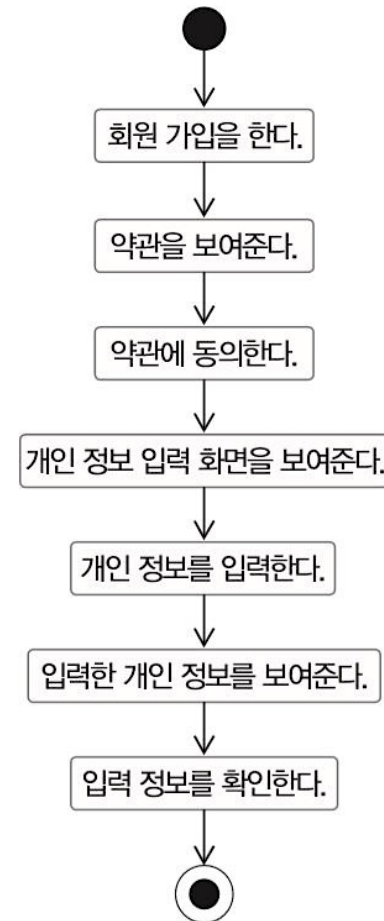 회원 가입을 한다.
약관을 보여준다.
약관에 동의한다.
개인 정보 입력 화면을 보여준다.
개인 정보를 입력한다.
입력한 개인 정보를 보여준다.
입력 정보를 확인한다.